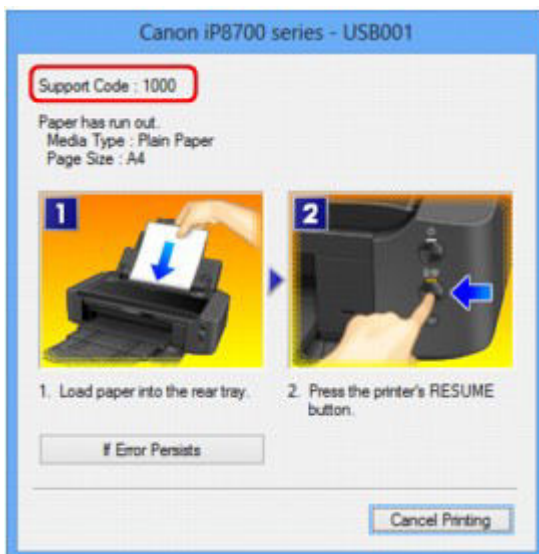 Canon iP8700 series - USB001
Support Code : 1000
Paper has run out.
Media Type : Plain Paper
Page Size : A4
1
2
1. Load paper into the rear tray.
2. Press the printer's RESUME
button.
If Error Persists
Cancel Printing